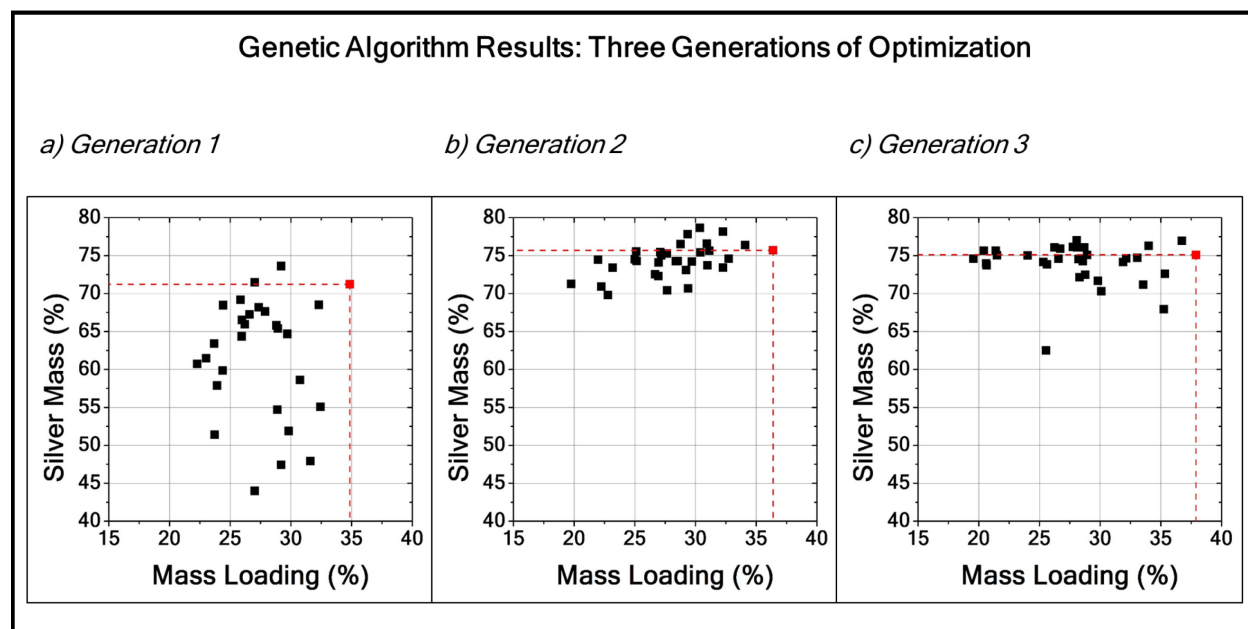 Genetic Algorithm Results: Three Generations of Optimization
a) Generation 1
b) Generation 2
c) Generation 3
80
75
70
65
60
55
50
45
40
Silver Mass (%)
15 20 25 30 35 40
Mass Loading (%)
80
75
70
65
60
55
50
45
40
Silver Mass (%)
15 20 25 30 35 40
Mass Loading (%)
80
75
70
65
60
55
50
45
40
Silver Mass (%)
15 20 25 30 35 40
Mass Loading (%)